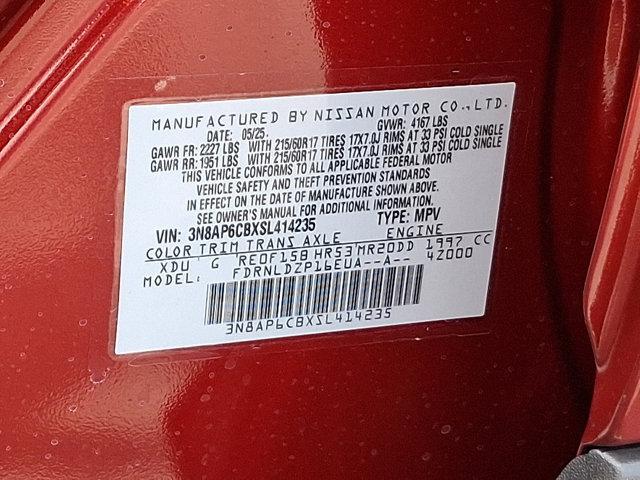 MANUFACTURED BY NISSAN MOTOR CO.,LTD.
DATE: 05/25. GVWR: 4167 LBS
GAWR FR: 2227 LBS WITH 215/60R17 TIRES 17X7.0J RIMS AT 33 PSI COLD SINGLE
GAWR RR: 1951 LBS WITH 215/60R17 TIRES 17X7.0J RIMS AT 33 PSI COLD SINGLE
THIS VEHICLE CONFORMS TO ALL APPLICABLE FEDERAL MOTOR
VEHICLE SAFETY AND THEFT PREVENTION STANDARDS
IN EFFECT ON THE DATE OF MANUFACTURE SHOWN ABOVE.
SEE OWNER'S MANUAL FOR ADDITIONAL INFORMATION.
VIN: 3N8AP6CBXSL414235 TYPE: MPV
COLOR TRIM TRANS AXLE ENGINE
XDU G RE0F15B HR53 MR20DD 1997 CC
MODEL: FDRNLDZP16EUA--A-- 42000
3N8AP6CBXSL414235